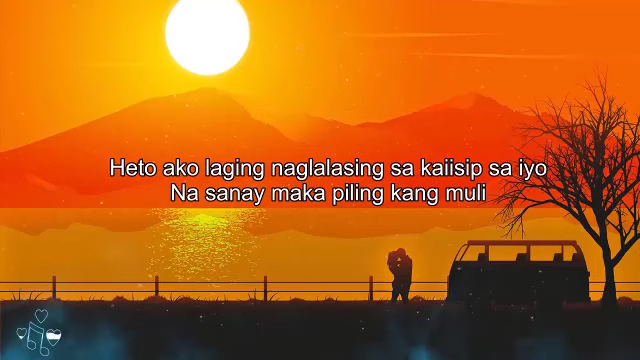 Heto ako laging naglalasing sa kaiisip sa iyo
Na sanay maka piling kang muli